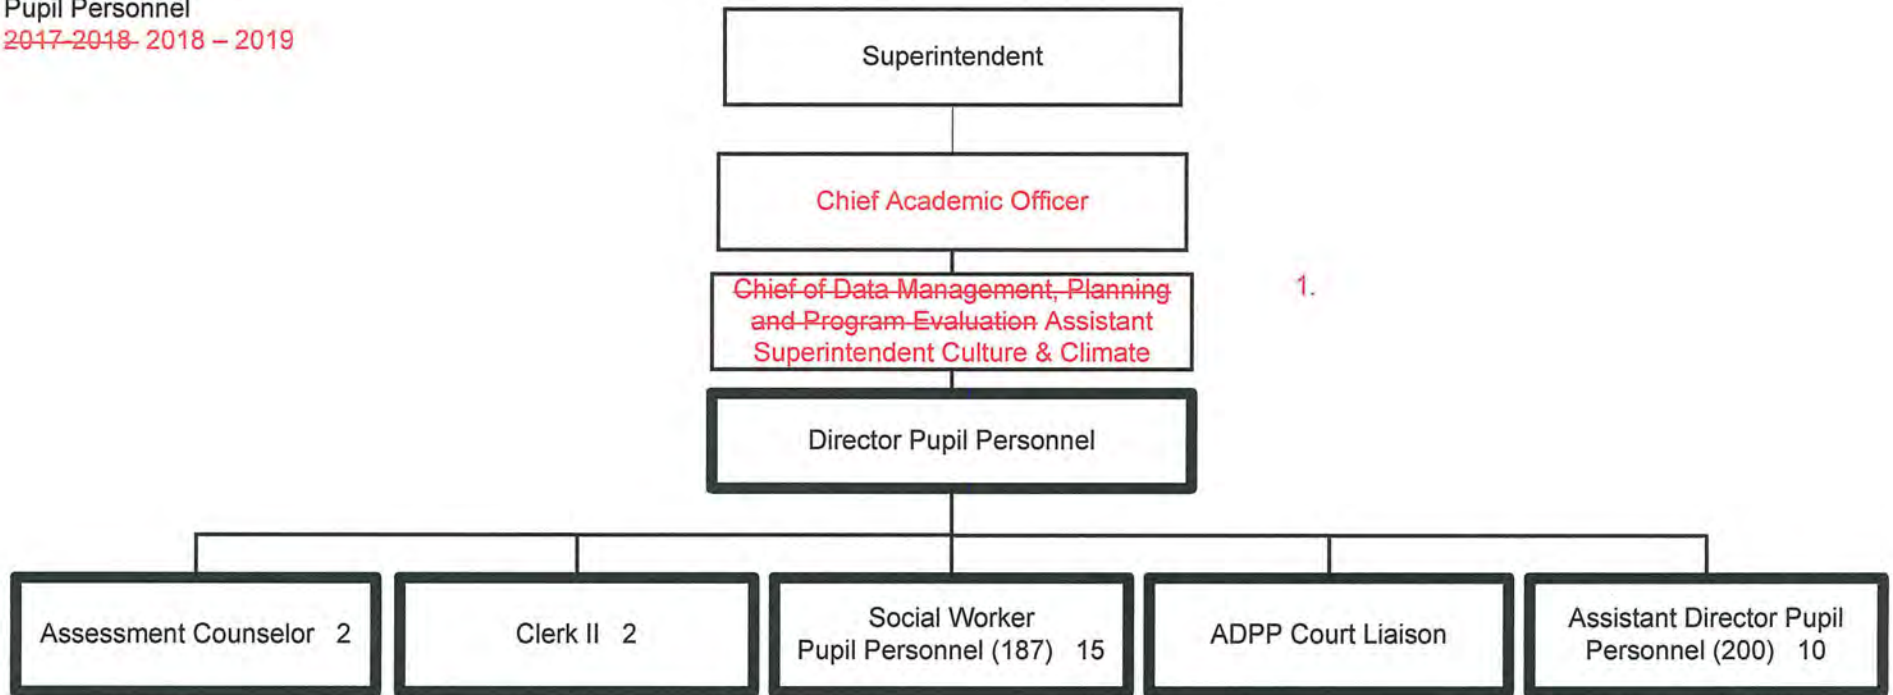 Pupil Personnel
2017-2018 2018 – 2019
Superintendent
Chief Academic Officer
Chief of Data Management, Planning
and Program Evaluation Assistant
Superintendent Culture & Climate
1.
Director Pupil Personnel
Assessment Counselor 2
Clerk II 2
Social Worker
Pupil Personnel (187) 15
ADPP Court Liaison
Assistant Director Pupil
Personnel (200) 10